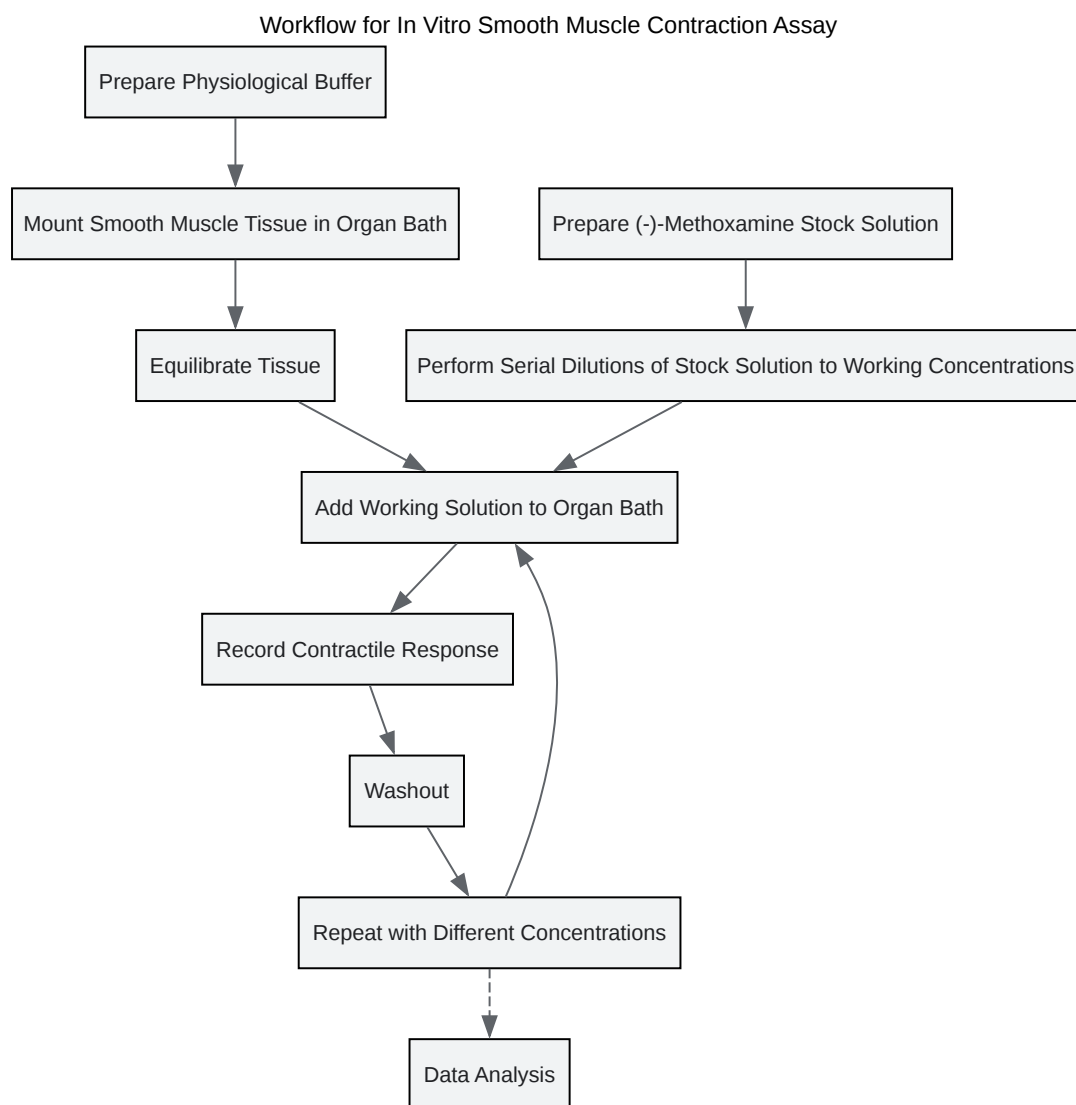 Workflow for In Vitro Smooth Muscle Contraction Assay
Prepare Physiological Buffer
Mount Smooth Muscle Tissue in Organ Bath
Prepare (-)-Methoxamine Stock Solution
Equilibrate Tissue
Perform Serial Dilutions of Stock Solution to Working Concentrations
Add Working Solution to Organ Bath
Record Contractile Response
Washout
Repeat with Different Concentrations
Data Analysis